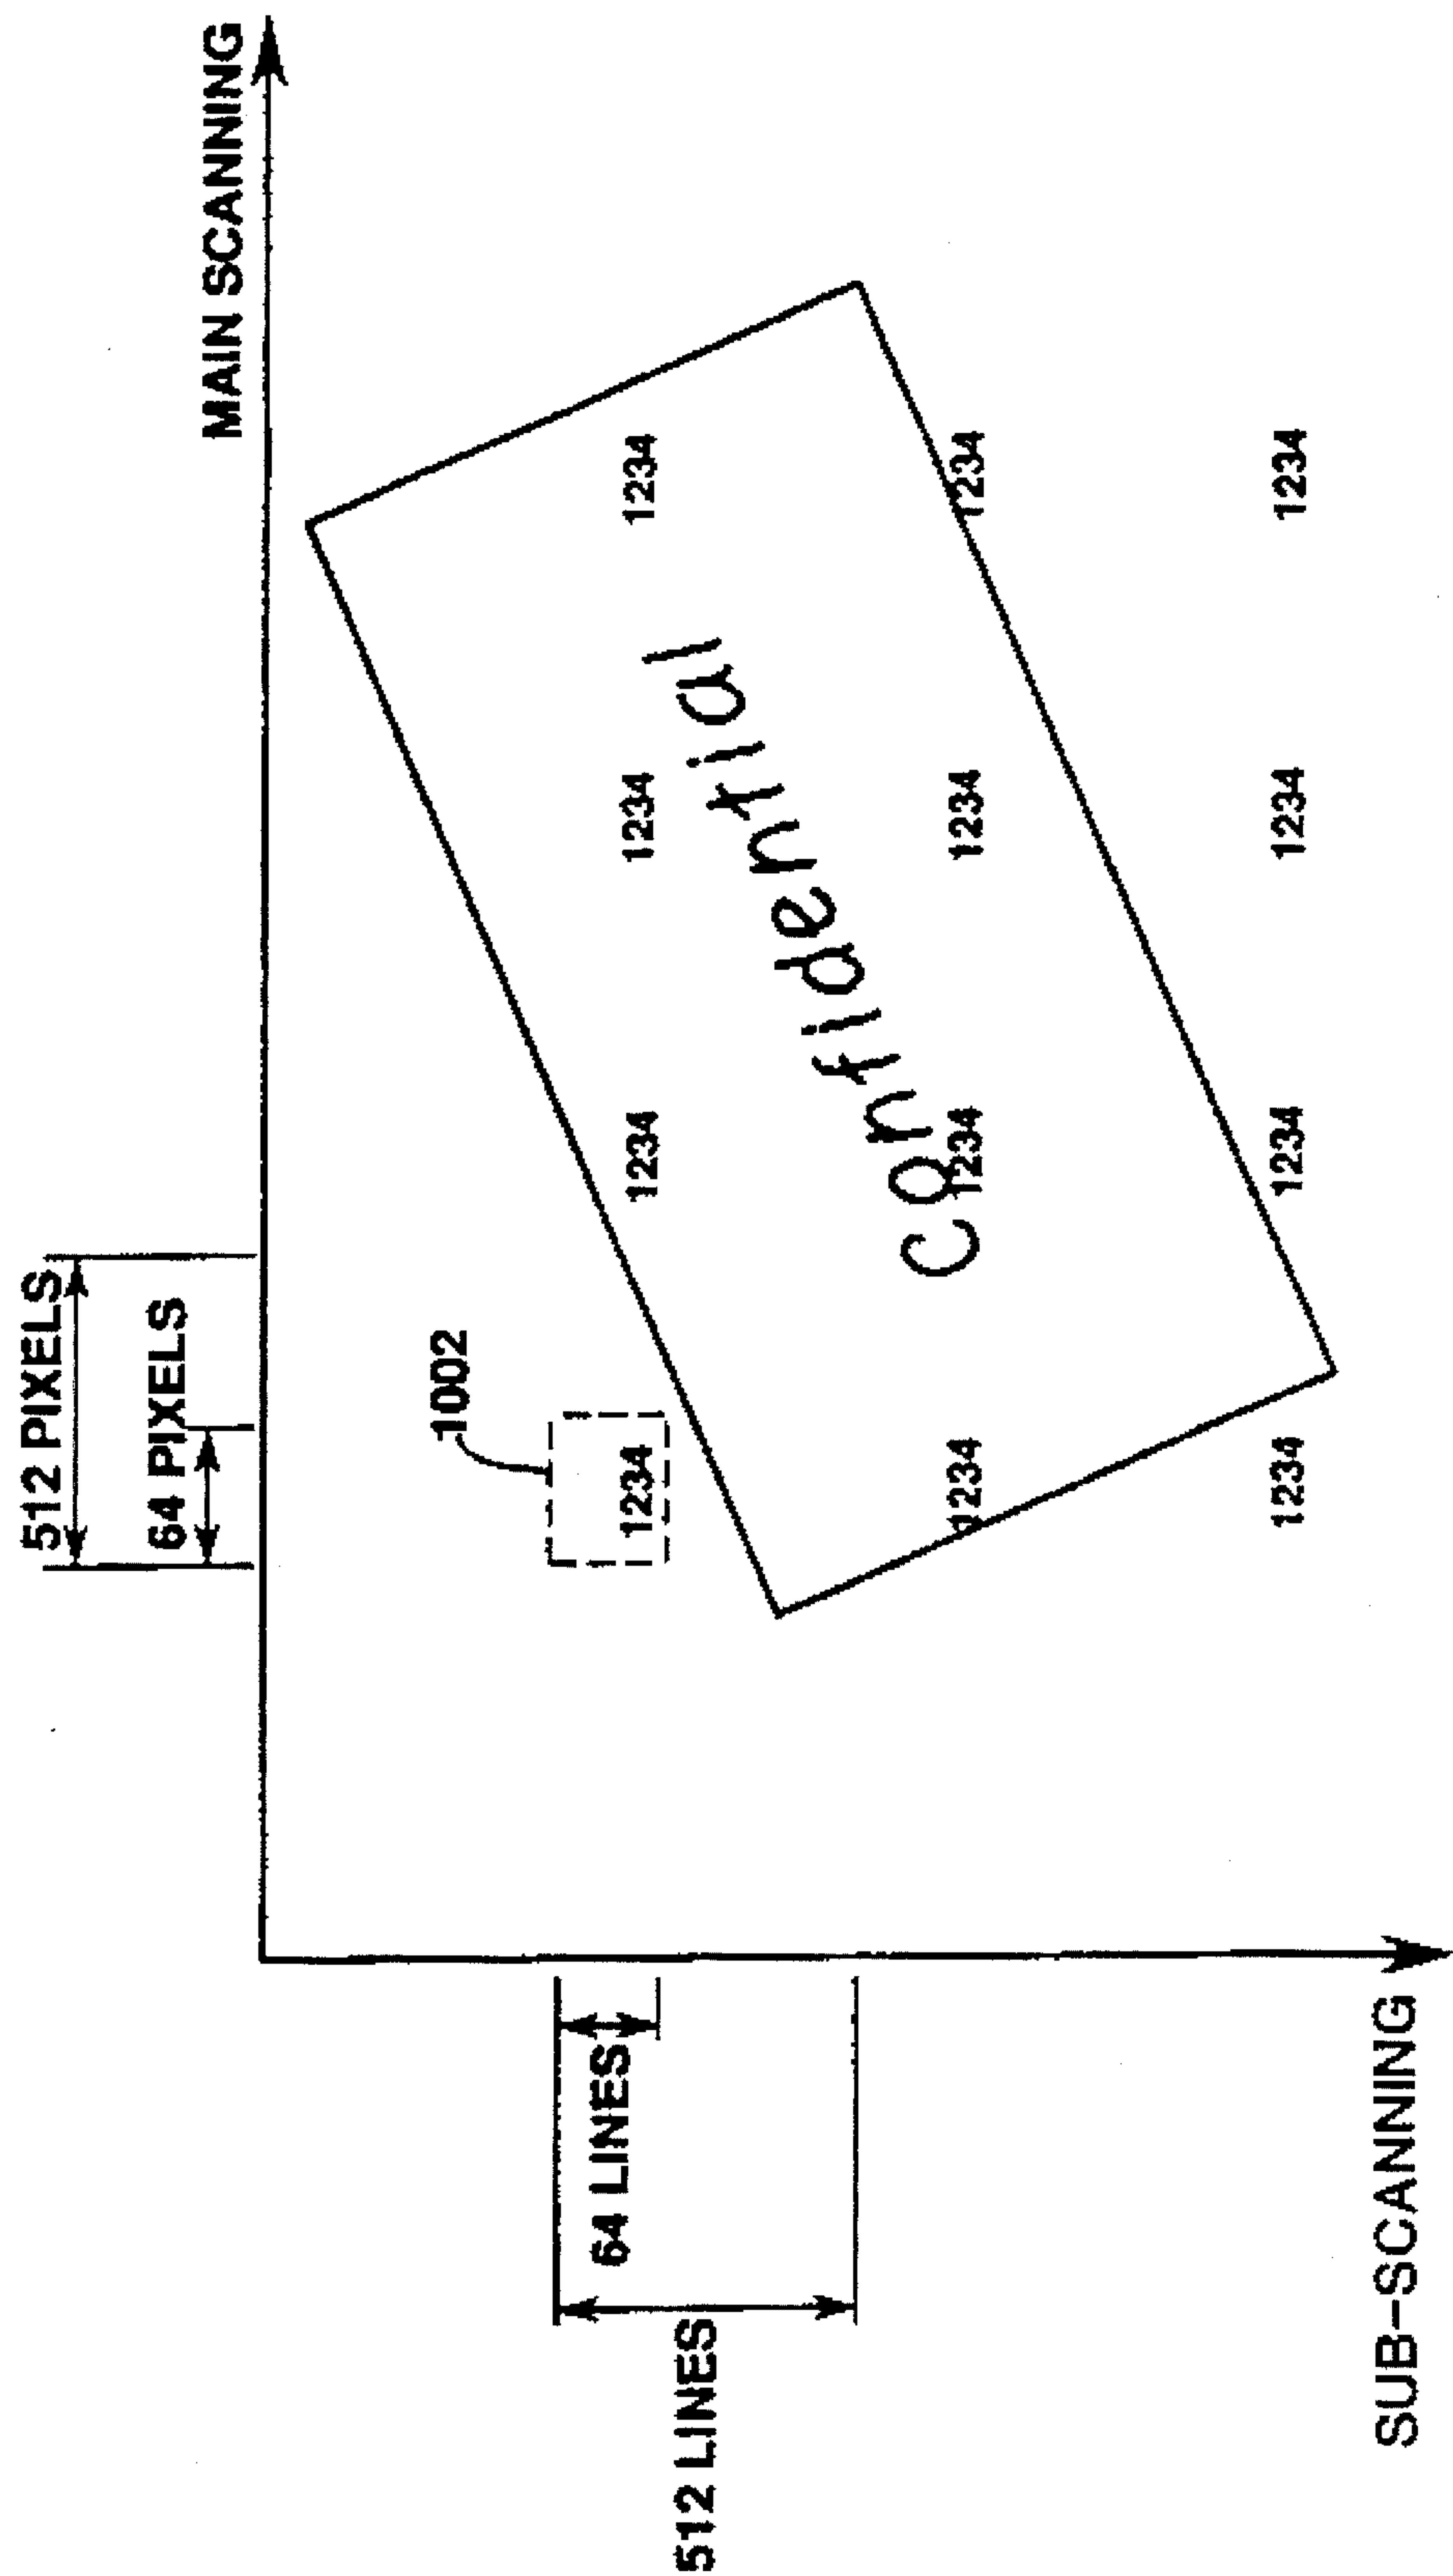 MAIN SCANNING
512 PIXELS
64 PIXELS
1002
1234 1234 1234 1234
Confidential
64 LINES
512 LINES
1234 1234 1234 1234
1234 1234 1234 1234
SUB-SCANNING